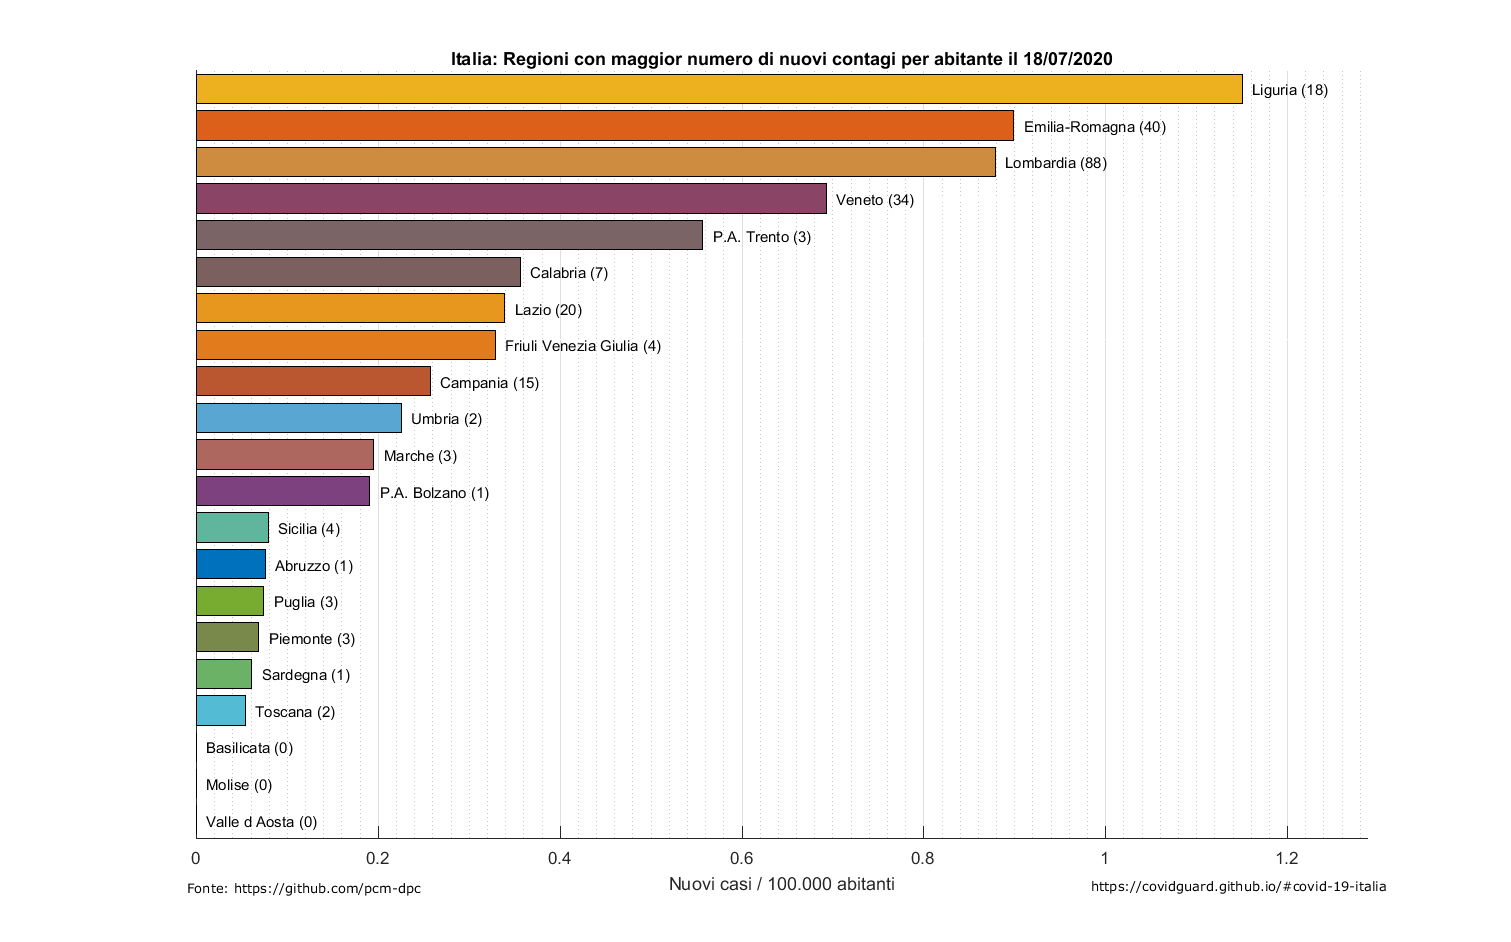 Italia: Regioni con maggior numero di nuovi contagi per abitante il 18/07/2020
Liguria (18)
Emilia-Romagna (40)
Lombardia (88)
Veneto (34)
P.A. Trento (3)
Calabria (7)
Lazio (20)
Friuli Venezia Giulia (4)
Campania (15)
Umbria (2)
Marche (3)
P.A. Bolzano (1)
Sicilia (4)
Abruzzo (1)
Puglia (3)
Piemonte (3)
Sardegna (1)
Toscana (2)
Basilicata (0)
Molise (0)
Valle d Aosta (0)
0 0.2 0.4 0.6 0.8 1 1.2
Nuovi casi / 100.000 abitanti
Fonte: https://github.com/pcm-dpc
https://covidguard.github.io/#covid-19-italia